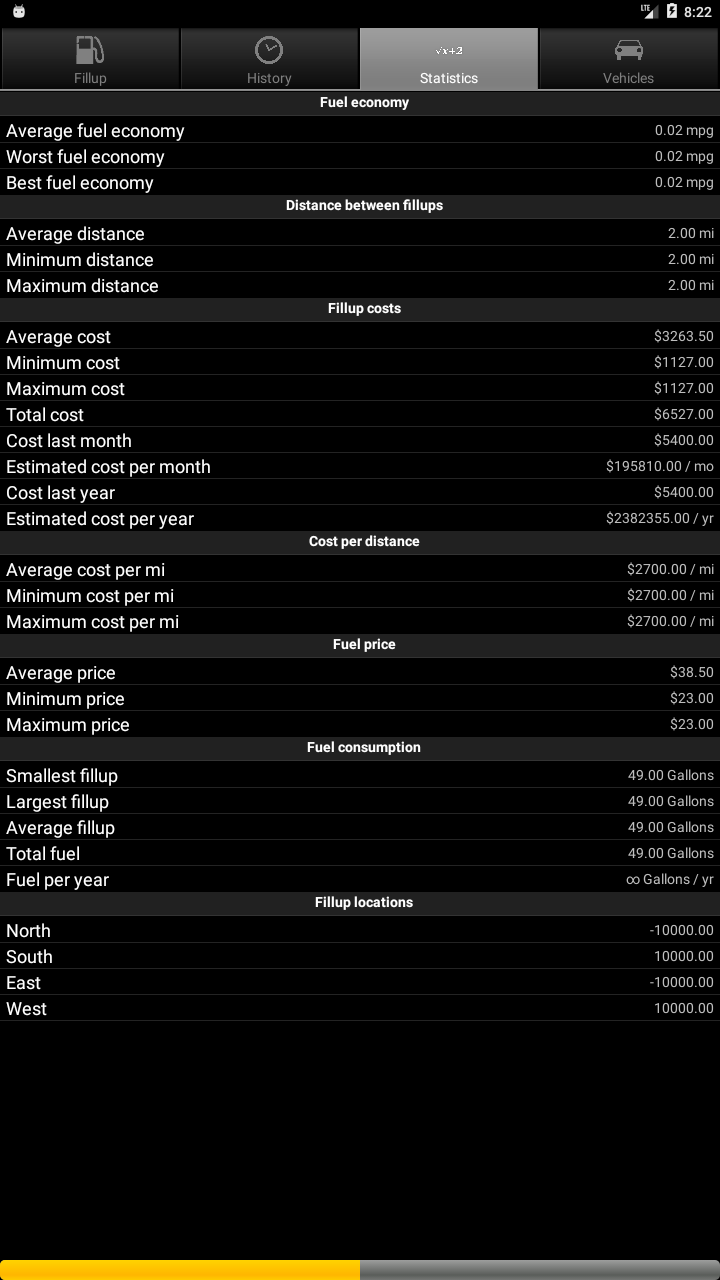 LTE 8:22
Fillup History √x+2 Statistics Vehicles
Fuel economy
Average fuel economy 0.02 mpg
Worst fuel economy 0.02 mpg
Best fuel economy 0.02 mpg
Distance between fillups
Average distance 2.00 mi
Minimum distance 2.00 mi
Maximum distance 2.00 mi
Fillup costs
Average cost $3263.50
Minimum cost $1127.00
Maximum cost $1127.00
Total cost $6527.00
Cost last month $5400.00
Estimated cost per month $195810.00 / mo
Cost last year $5400.00
Estimated cost per year $2382355.00 / yr
Cost per distance
Average cost per mi $2700.00 / mi
Minimum cost per mi $2700.00 / mi
Maximum cost per mi $2700.00 / mi
Fuel price
Average price $38.50
Minimum price $23.00
Maximum price $23.00
Fuel consumption
Smallest fillup 49.00 Gallons
Largest fillup 49.00 Gallons
Average fillup 49.00 Gallons
Total fuel 49.00 Gallons
Fuel per year ∞ Gallons / yr
Fillup locations
North -10000.00
South 10000.00
East -10000.00
West 10000.00